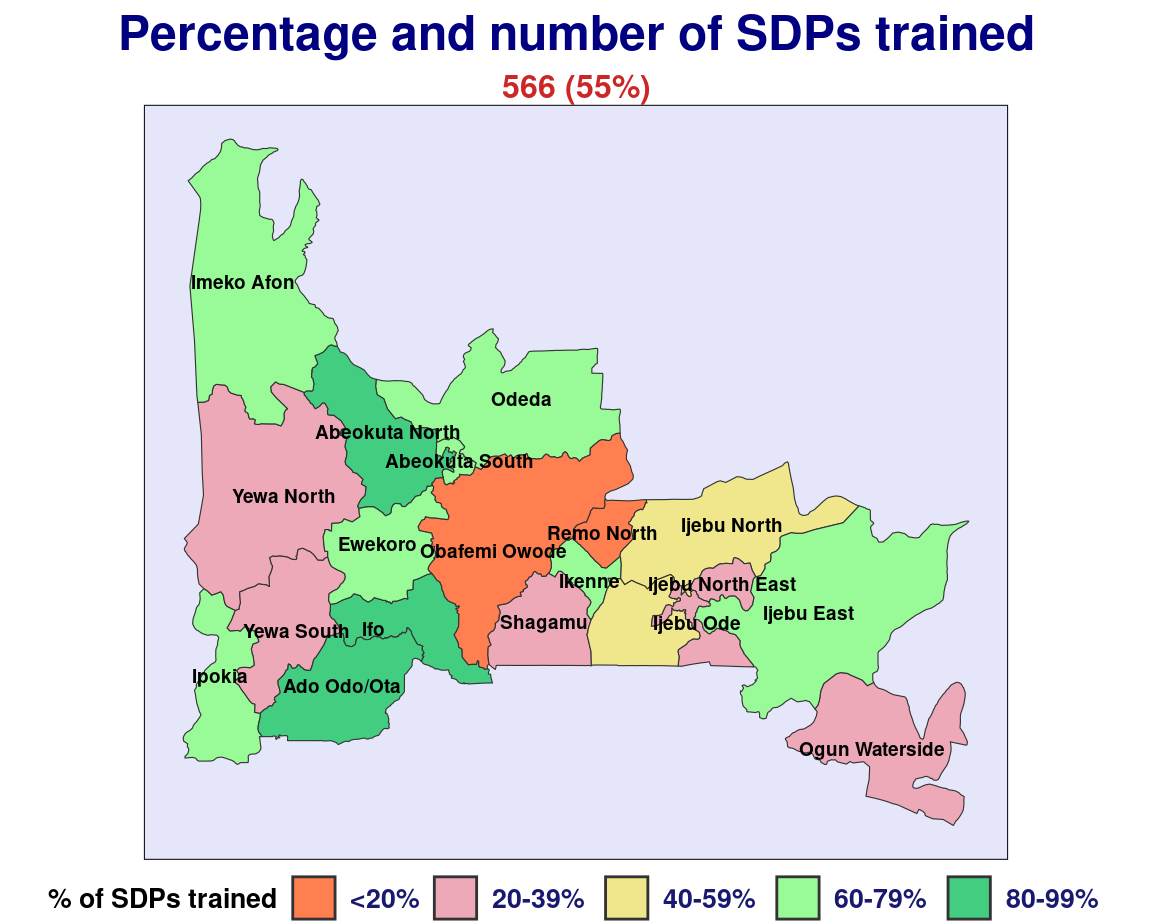 Percentage and number of SDPs trained
566 (55%)
Imeko Afon
Odeda
Abeokuta North
Abeokuta South
Yewa North
Ijebu North
Remo North
Ewekoro
Obafemi Owode
Ikenne
Ijebu North East
Ijebu East
Shagamu
Ijebu Ode
Yewa South
Ifo
Ipokia
Ado Odo/Ota
Ogun Waterside
% of SDPs trained <20% 20-39% 40-59% 60-79% 80-99%